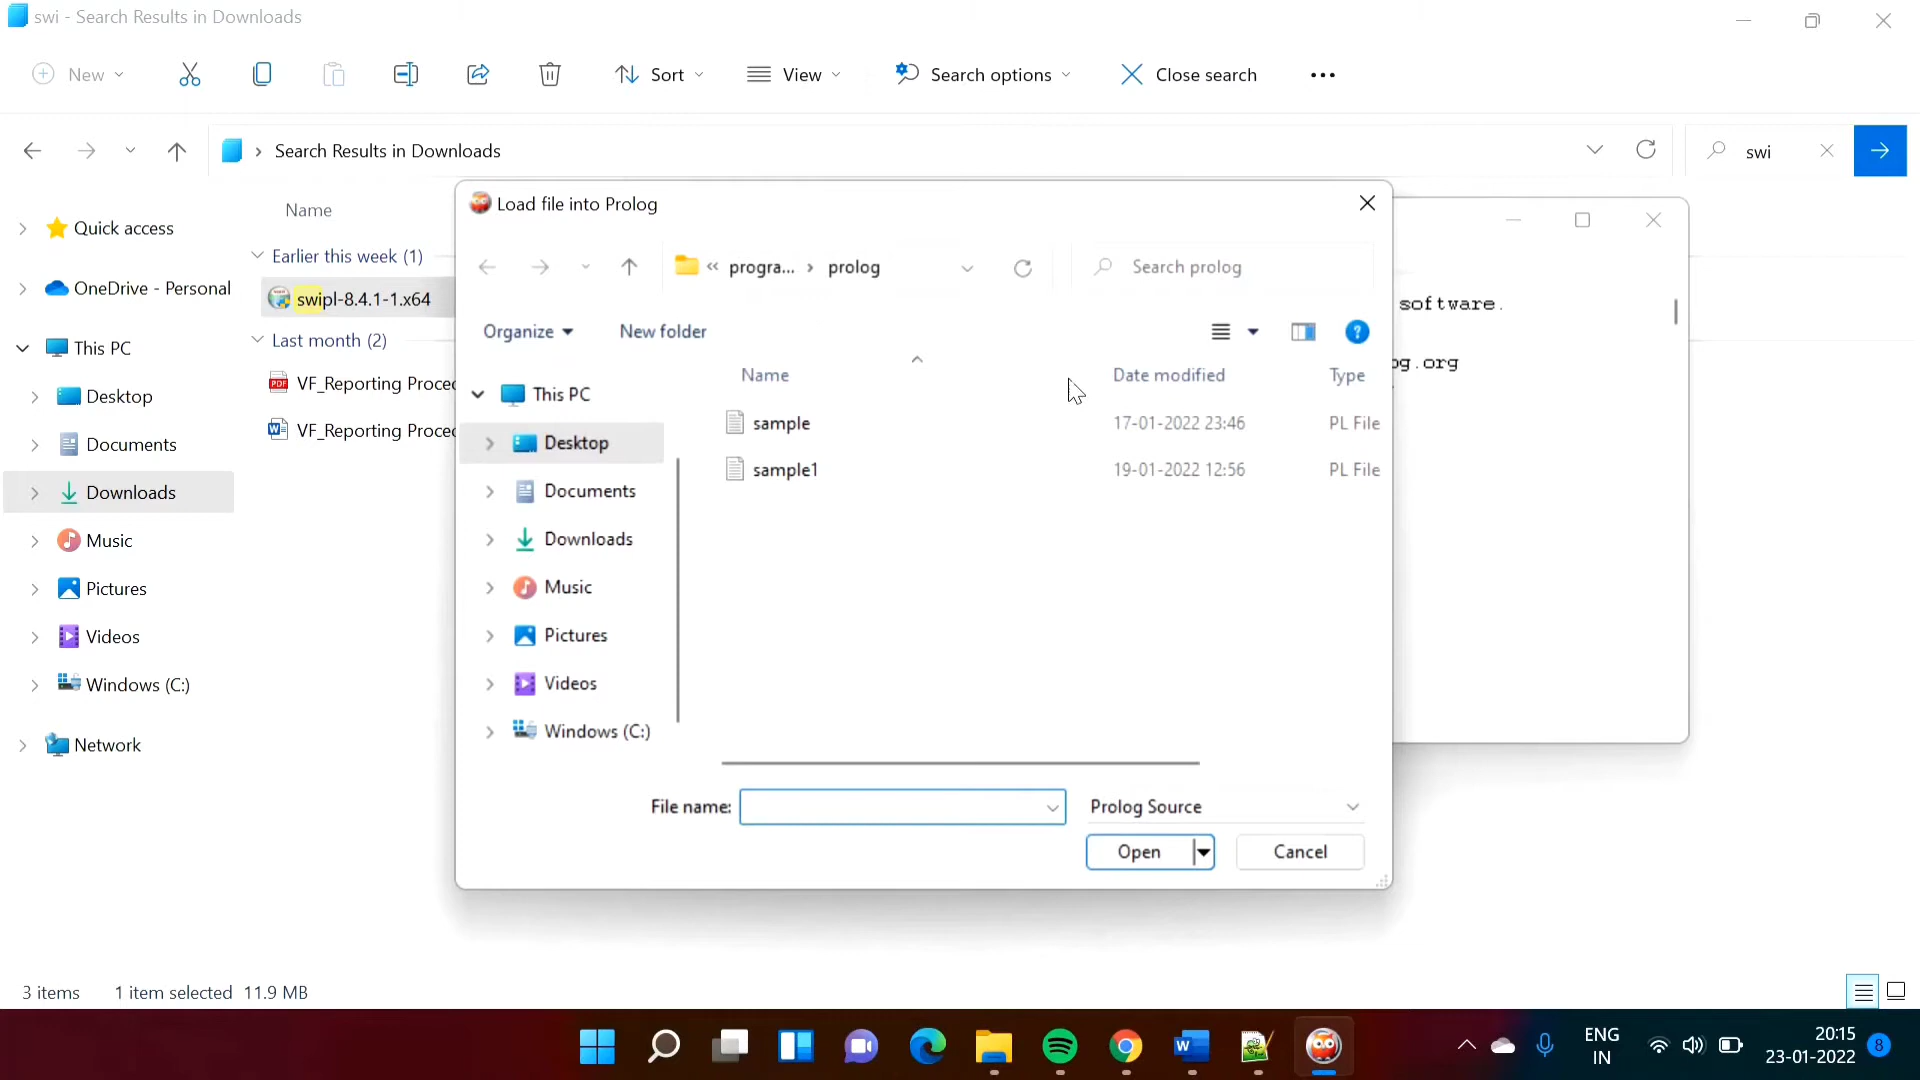 swi - Search Results in Downloads
New
Sort
View
Search options
Close search
Search Results in Downloads
swi
Name
Quick access
Earlier this week (1)
OneDrive - Personal
swipl-8.4.1-1.x64
Last month (2)
This PC
VF_Reporting Proced
Desktop
VF_Reporting Proced
Documents
Downloads
Music
Pictures
Videos
Windows (C:)
Network
Load file into Prolog
progra...
prolog
Search prolog
Organize
New folder
Name
Date modified
Type
This PC
sample
17-01-2022 23:46
PL File
Desktop
sample1
19-01-2022 12:56
PL File
Documents
Downloads
Music
Pictures
Videos
Windows (C:)
File name:
Prolog Source
Open
Cancel
software.
og.org
3 items
1 item selected 11.9 MB
ENG
IN
20:15
23-01-2022
8